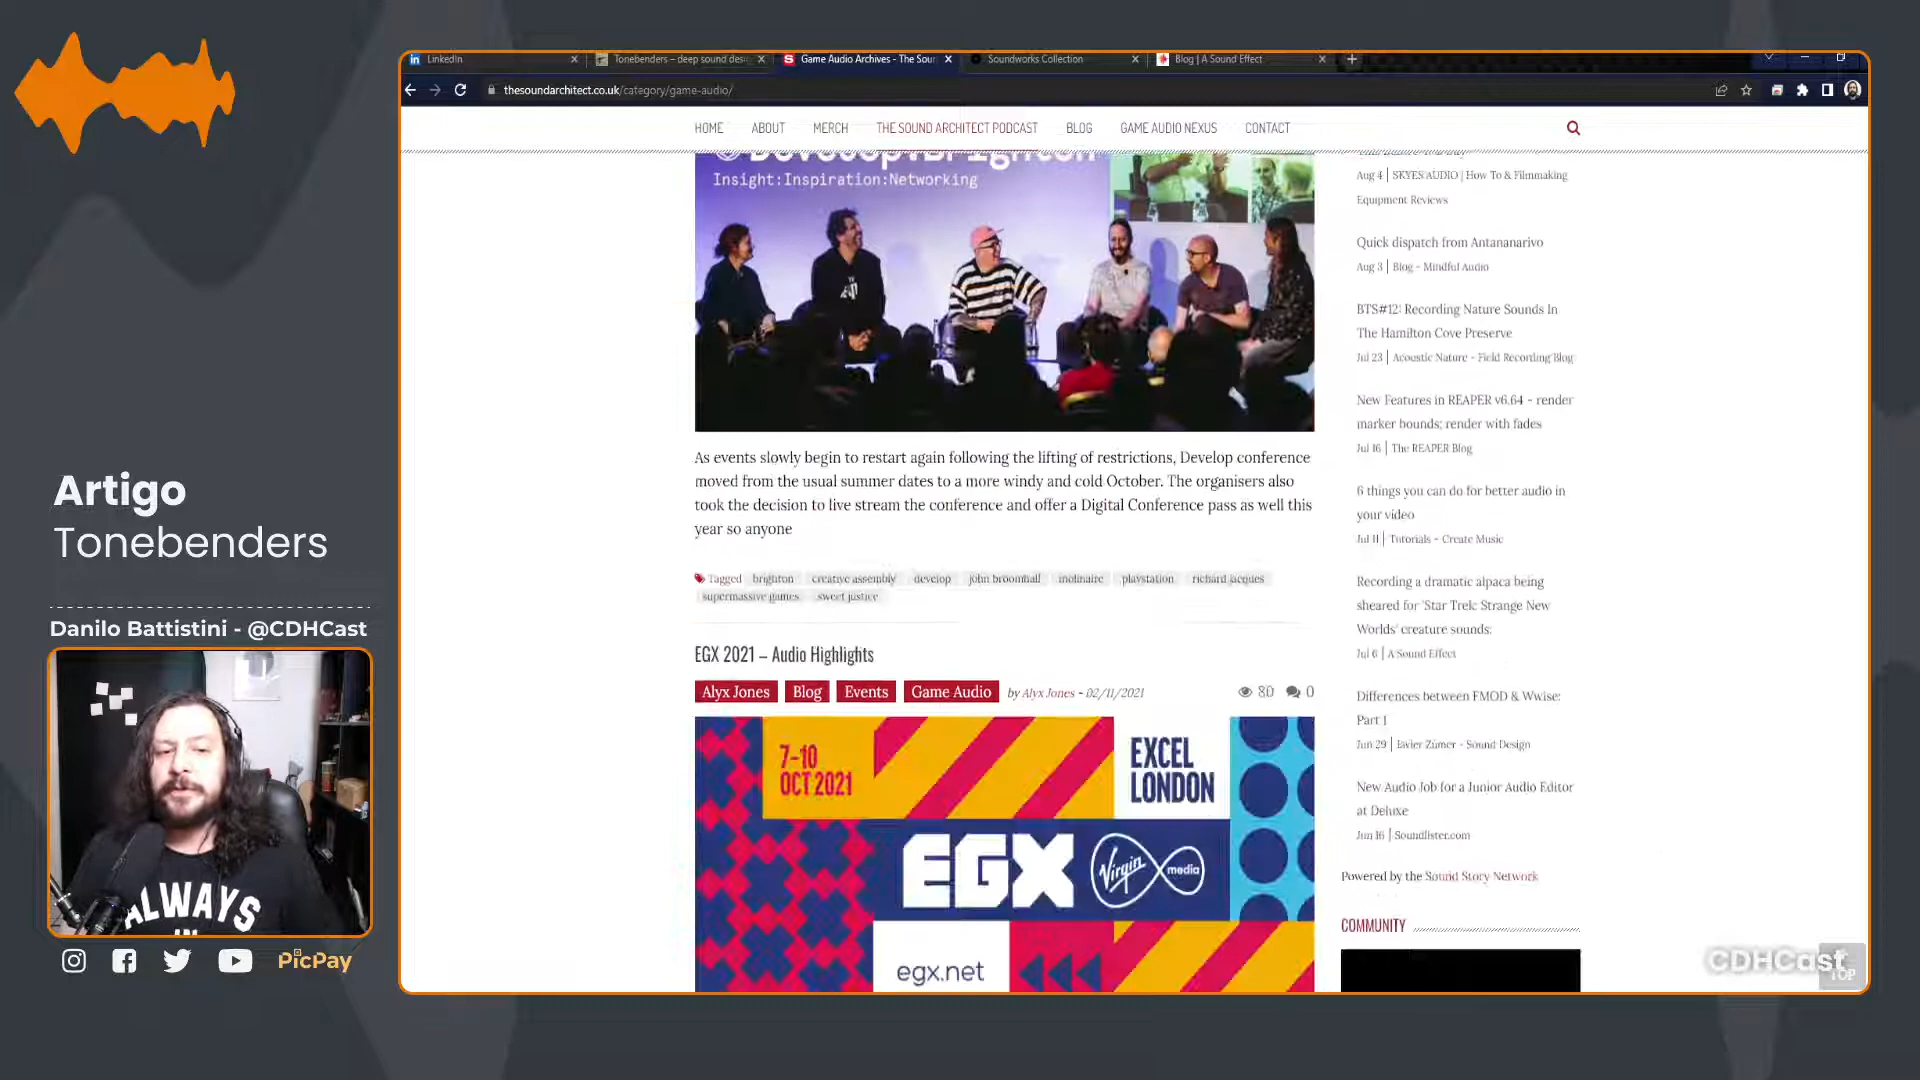 LinkedIn
Tonebenders – deep sound des
Game Audio Archives - The Sour
Soundworks Collection
Blog | A Sound Effect
thesoundarchitect.co.uk/category/game-audio/
HOME
ABOUT
MERCH
THE SOUND ARCHITECT PODCAST
BLOG
GAME AUDIO NEXUS
CONTACT
Develop:Brighton
Insight:Inspiration:Networking
As events slowly begin to restart again following the lifting of restrictions, Develop conference
moved from the usual summer dates to a more windy and cold October. The organisers also
took the decision to live stream the conference and offer a Digital Conference pass as well this
year so anyone
Tagged brighton creative assembly develop john broomhall molinaire playstation richard jacques
supermassive games sweet justice
EGX 2021 – Audio Highlights
Alyx Jones Blog Events Game Audio by Alyx Jones - 02/11/2021 80 0
7-10
OCT 2021
EXCEL
LONDON
EGX
Virgin media
egx.net
Aug 4 | SKYES AUDIO | How To & Filmmaking
Equipment Reviews
Quick dispatch from Antananarivo
Aug 3 | Blog - Mindful Audio
BTS#12: Recording Nature Sounds In
The Hamilton Cove Preserve
Jul 23 | Acoustic Nature - Field Recording Blog
New Features in REAPER v6.64 - render
marker bounds; render with fades
Jul 16 | The REAPER Blog
6 things you can do for better audio in
your video
Jul 11 | Tutorials - Create Music
Recording a dramatic alpaca being
sheared for 'Star Trek: Strange New
Worlds' creature sounds:
Jul 6 | A Sound Effect
Differences between FMOD & Wwise:
Part 1
Jun 29 | Javier Zumer - Sound Design
New Audio Job for a Junior Audio Editor
at Deluxe
Jun 16 | Soundlister.com
Powered by the Sound Story Network
COMMUNITY
CDHCast
TOP
Artigo
Tonebenders
Danilo Battistini - @CDHCast
ALWAYS
IN
PicPay